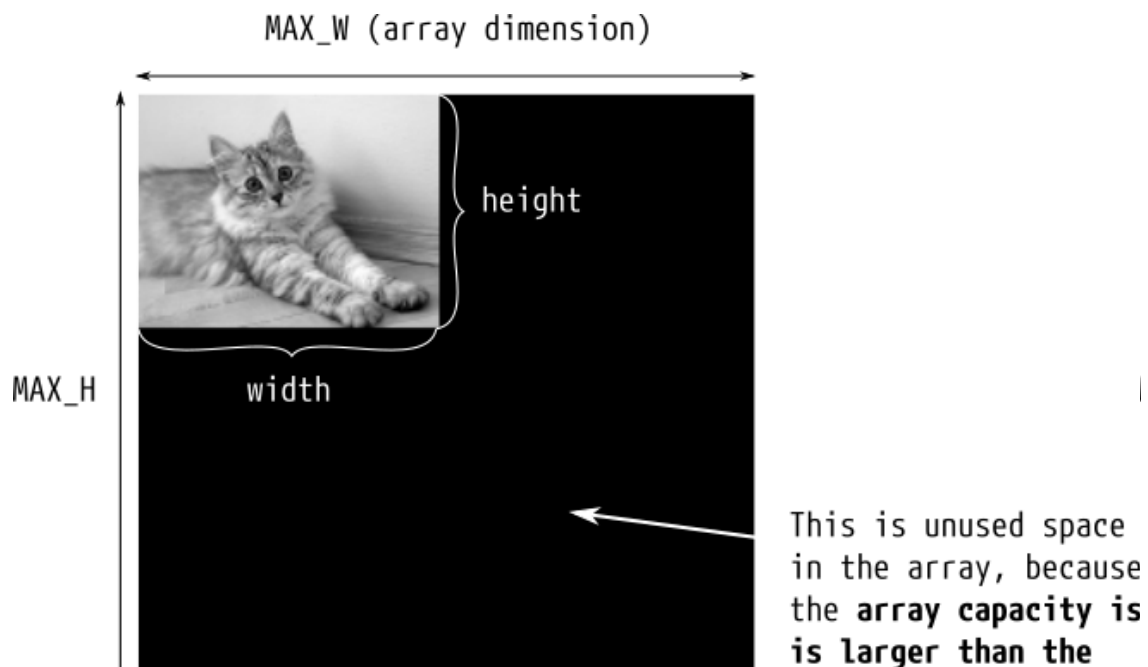 MAX_W (array dimension)
height
width
MAX_H
This is unused space
in the array, because
the array capacity is
is larger than the